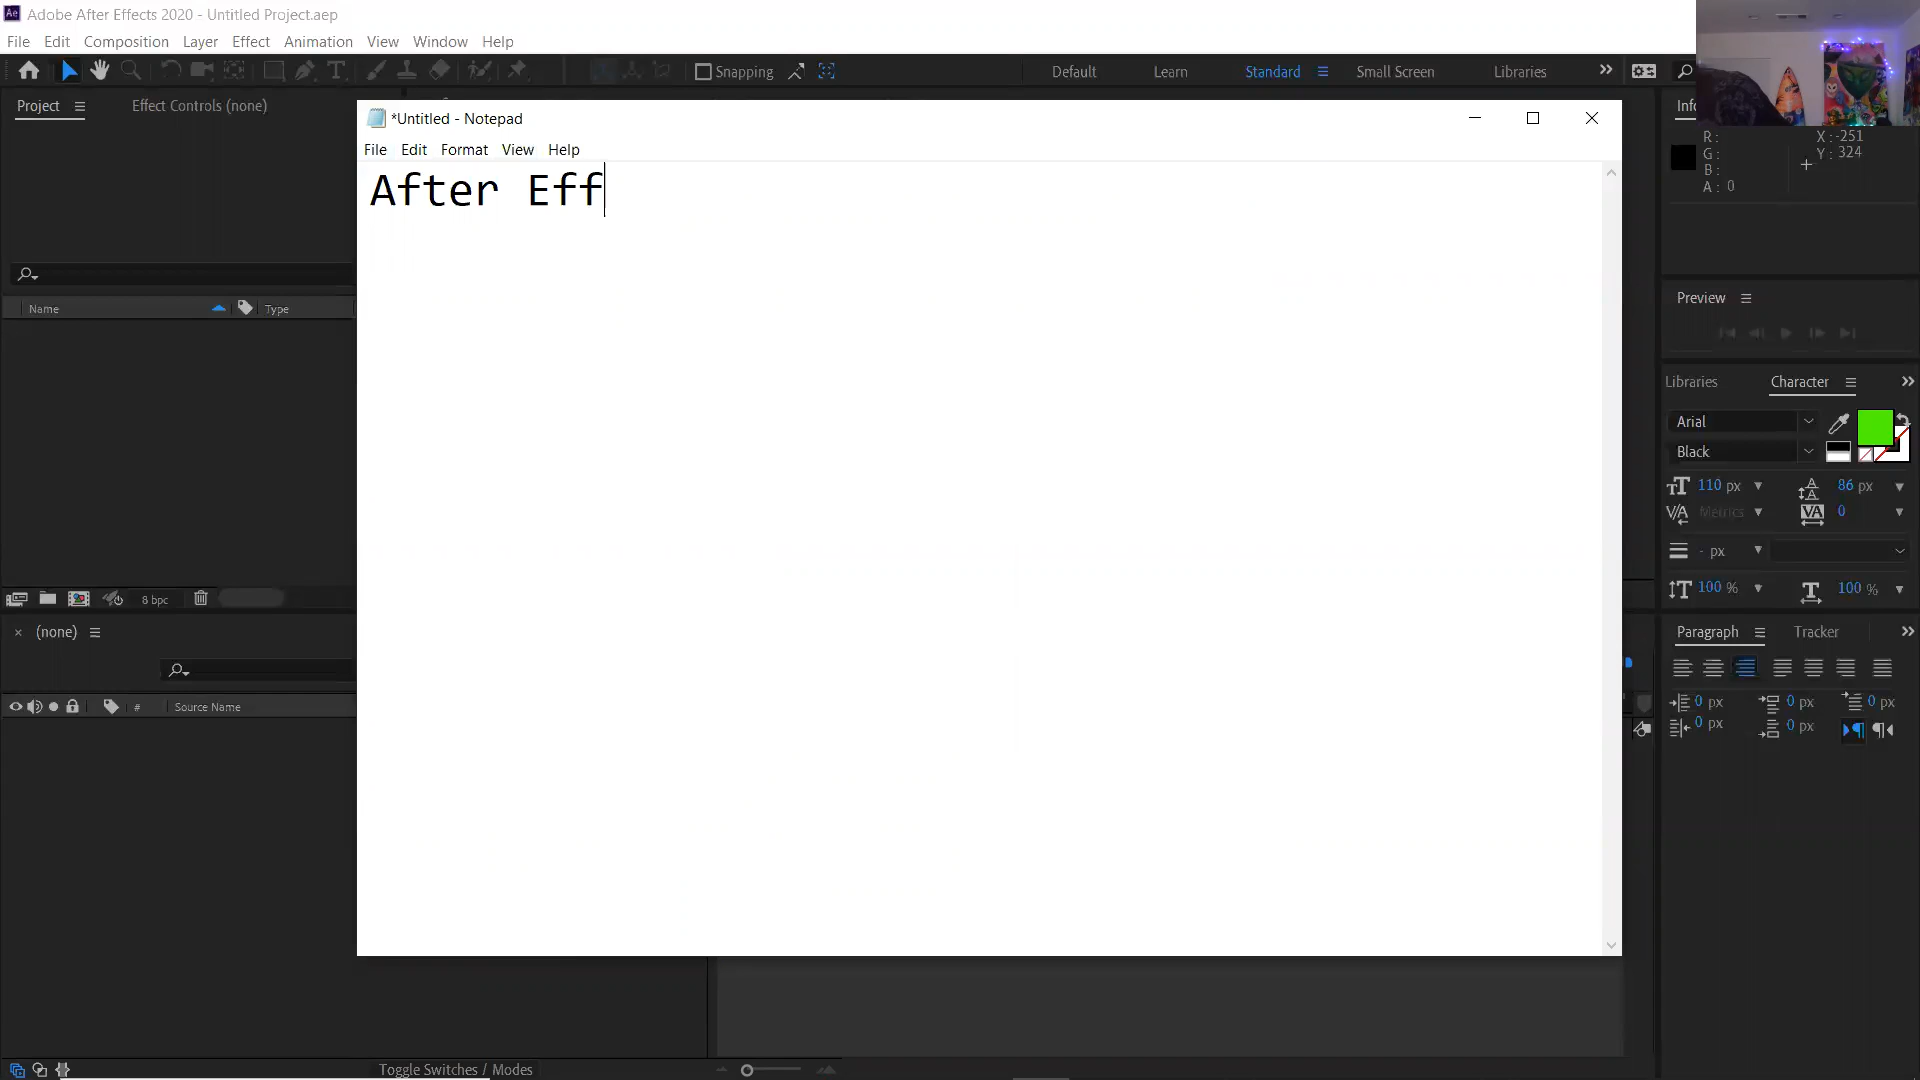 Adobe After Effects 2020 - Untitled Project.aep
File Edit Composition Layer Effect Animation View Window Help
Snapping Default Learn Standard Small Screen Libraries
Project Effect Controls (none)
*Untitled - Notepad
File Edit Format View Help
After Eff
Info
R :
G :
B :
A : 0
X : -251
Y : 324
Name Type
Preview
Libraries Character
Arial
Black
110 px 86 px
Metrics 0
- px
100 % 100 %
8 bpc
(none)
Paragraph Tracker
0 px 0 px 0 px
0 px 0 px
# Source Name
Toggle Switches / Modes